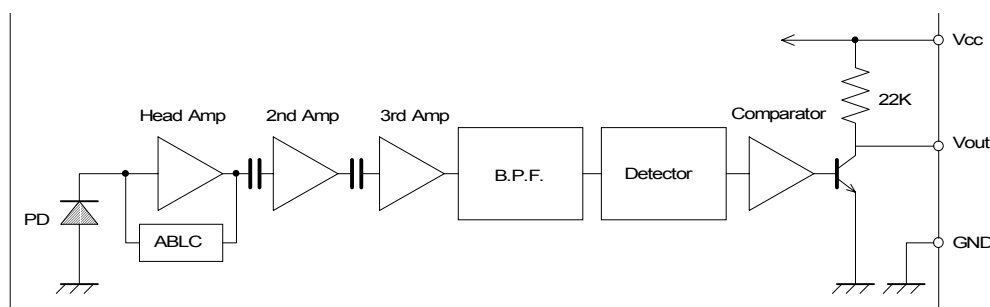 Vcc
22K
Head Amp
2nd Amp
3rd Amp
Comparator
Vout
B.P.F.
Detector
PD
ABLC
GND